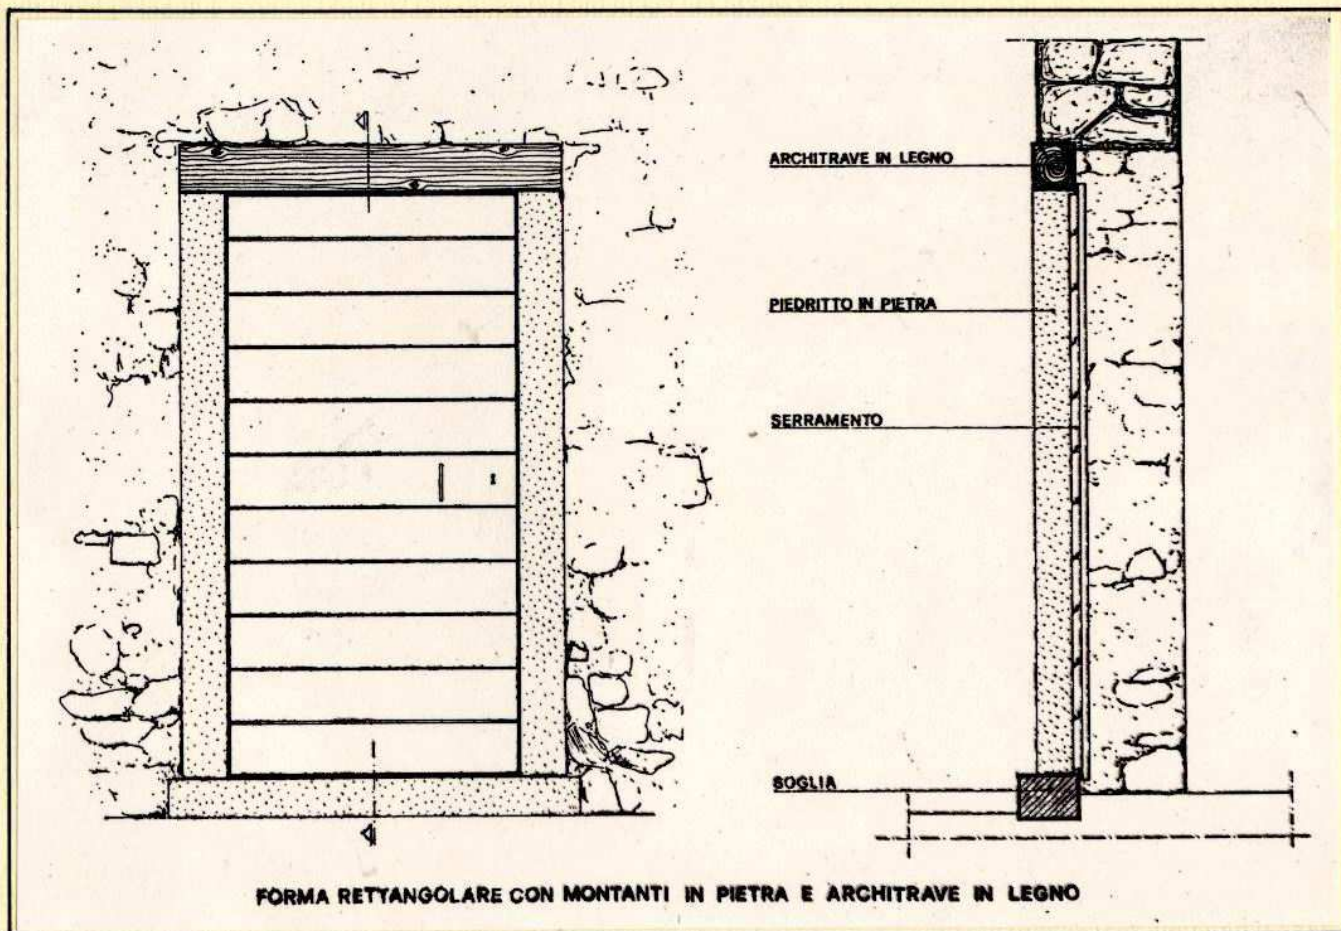 ARCHITRAVE IN LEGNO
PIEDRITTO IN PIETRA
SERRAMENTO
SOGLIA
FORMA RETTANGOLARE CON MONTANTI IN PIETRA E ARCHITRAVE IN LEGNO